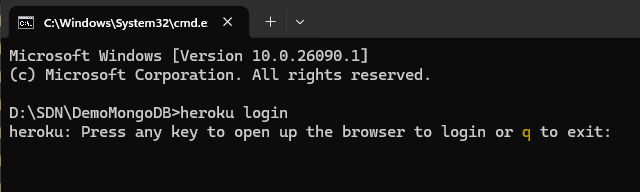 C:\Windows\System32\cmd.e
Microsoft Windows [Version 10.0.26090.1]
(c) Microsoft Corporation. All rights reserved.
D:\SDN\DemoMongoDB>heroku login
heroku: Press any key to open up the browser to login or q to exit: